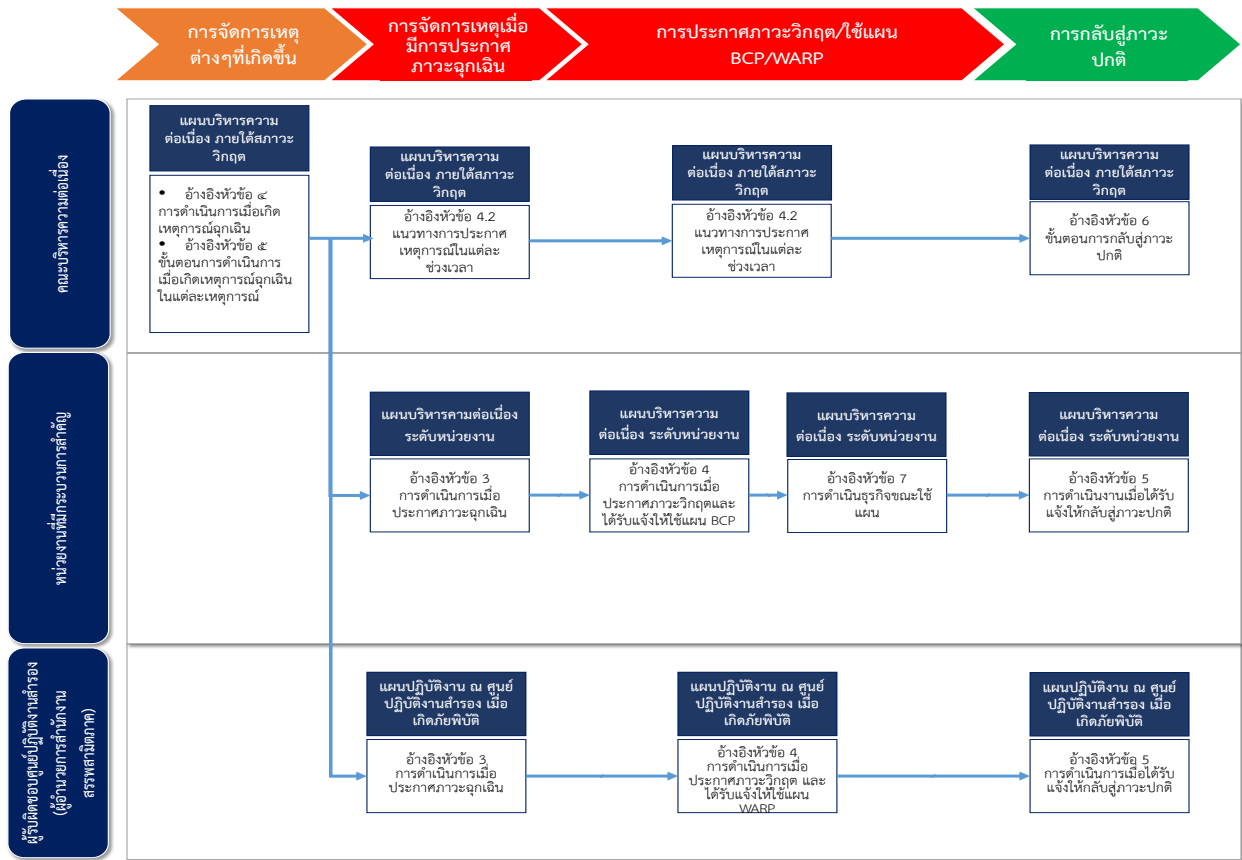 การจัดการเหตุ
ต่างๆที่เกิดขึ้น
การจัดการเหตุเมื่อ
มีการประกาศ
ภาวะฉุกเฉิน
การประกาศภาวะวิกฤต/ใช้แผน
BCP/WARP
การกลับสู่ภาวะ
ปกติ
คณะบริหารความต่อเนื่อง
แผนบริหารความ
ต่อเนื่อง ภายใต้สภาวะ
วิกฤต
• อ้างอิงหัวข้อ ๔
การดำเนินการเมื่อเกิด
เหตุการณ์ฉุกเฉิน
• อ้างอิงหัวข้อ ๕
ขั้นตอนการดำเนินการ
เมื่อเกิดเหตุการณ์ฉุกเฉิน
ในแต่ละเหตุการณ์
แผนบริหารความ
ต่อเนื่อง ภายใต้สภาวะ
วิกฤต
อ้างอิงหัวข้อ 4.2
แนวทางการประกาศ
เหตุการณ์ในแต่ละ
ช่วงเวลา
แผนบริหารความ
ต่อเนื่อง ภายใต้สภาวะ
วิกฤต
อ้างอิงหัวข้อ 4.2
แนวทางการประกาศ
เหตุการณ์ในแต่ละ
ช่วงเวลา
แผนบริหารความ
ต่อเนื่อง ภายใต้สภาวะ
วิกฤต
อ้างอิงหัวข้อ 6
ขั้นตอนการกลับสู่ภาวะ
ปกติ
หน่วยงานที่มีกระบวนการสำคัญ
แผนบริหารคามต่อเนื่อง
ระดับหน่วยงาน
อ้างอิงหัวข้อ 3
การดำเนินการเมื่อ
ประกาศภาวะฉุกเฉิน
แผนบริหารความ
ต่อเนื่อง ระดับหน่วยงาน
อ้างอิงหัวข้อ 4
การดำเนินการเมื่อ
ประกาศภาวะวิกฤตและ
ได้รับแจ้งให้ใช้แผน BCP
แผนบริหารความ
ต่อเนื่อง ระดับหน่วยงาน
อ้างอิงหัวข้อ 7
การดำเนินธุรกิจขณะใช้
แผน
แผนบริหารความ
ต่อเนื่อง ระดับหน่วยงาน
อ้างอิงหัวข้อ 5
การดำเนินงานเมื่อได้รับ
แจ้งให้กลับสู่ภาวะปกติ
ผู้รับผิดชอบศูนย์ปฏิบัติงานสำรอง
(ผู้อำนวยการสำนักงาน
สรรพสามิตภาค)
แผนปฏิบัติงาน ณ ศูนย์
ปฏิบัติงานสำรอง เมื่อ
เกิดภัยพิบัติ
อ้างอิงหัวข้อ 3
การดำเนินการเมื่อ
ประกาศภาวะฉุกเฉิน
แผนปฏิบัติงาน ณ ศูนย์
ปฏิบัติงานสำรอง เมื่อ
เกิดภัยพิบัติ
อ้างอิงหัวข้อ 4
การดำเนินการเมื่อ
ประกาศภาวะวิกฤต และ
ได้รับแจ้งให้ใช้แผน
WARP
แผนปฏิบัติงาน ณ ศูนย์
ปฏิบัติงานสำรอง เมื่อ
เกิดภัยพิบัติ
อ้างอิงหัวข้อ 5
การดำเนินการเมื่อได้รับ
แจ้งให้กลับสู่ภาวะปกติ